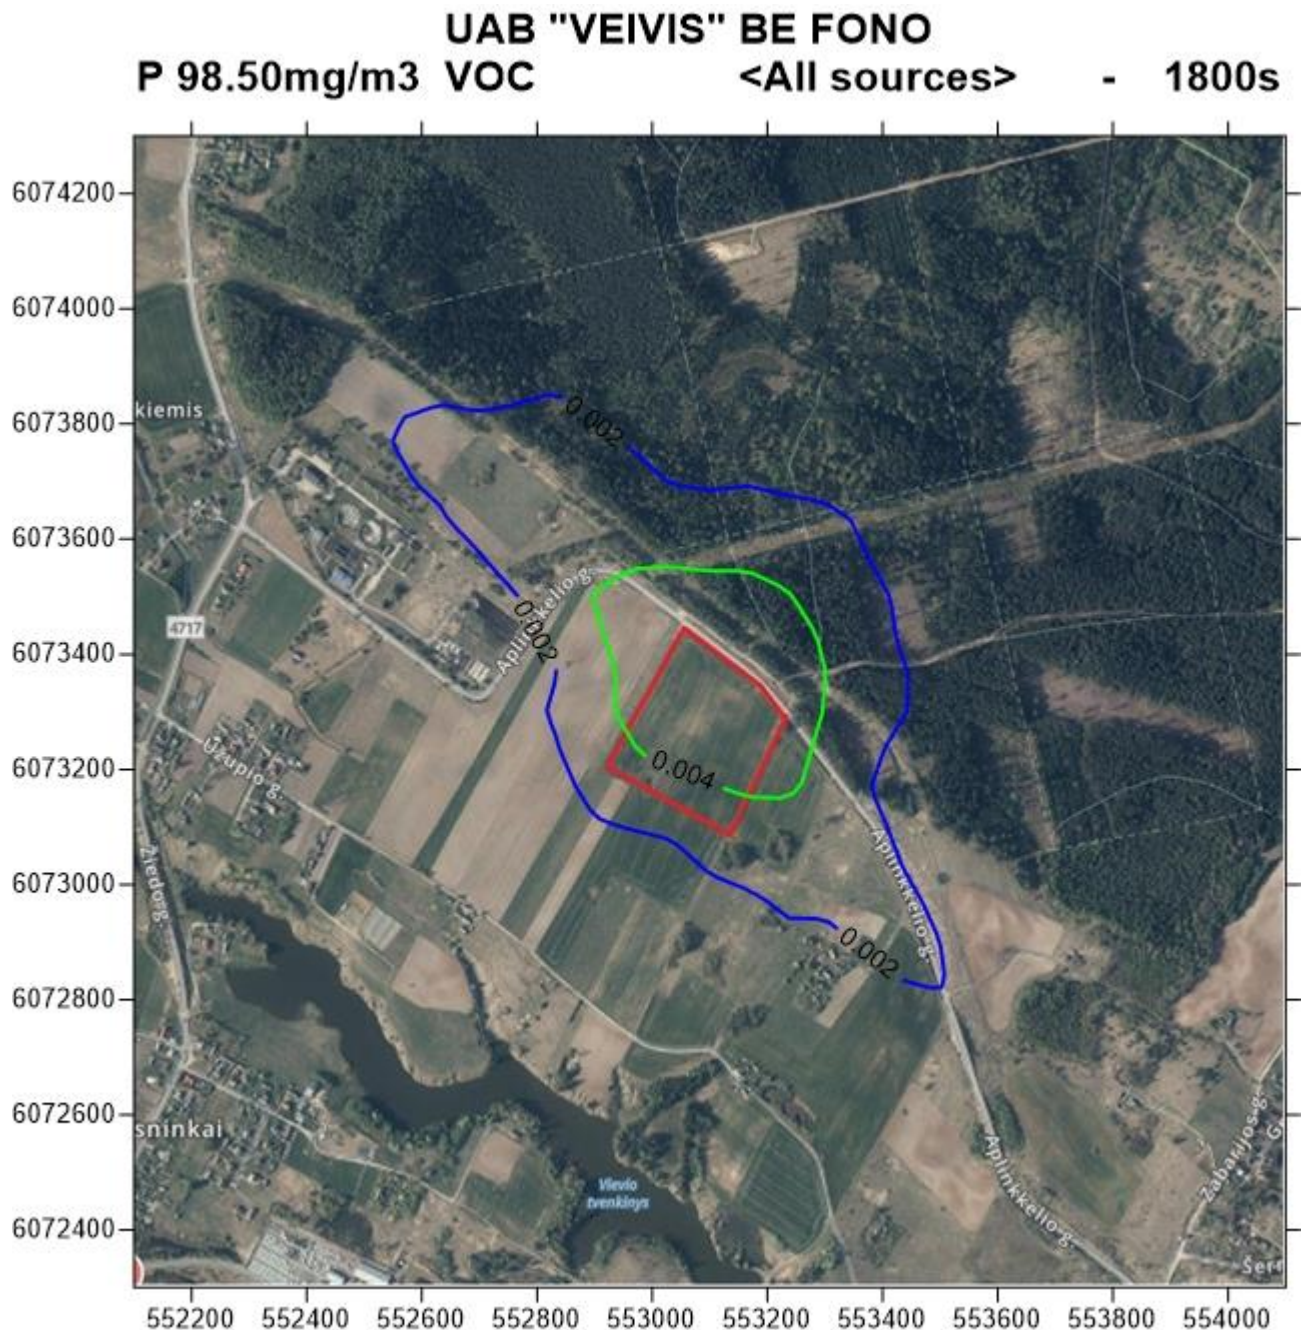 UAB "VEIVIS" BE FONO
P 98.50mg/m3 VOC <All sources> - 1800s
6074200
6074000
kiemis
6073800
0.002
6073600
Aplinkkelio g.
0.002
4717
6073400
Užupio g.
6073200
0.004
Aplinkkelio g.
Žiedo g.
6073000
0.002
6072800
6072600
sninkai
Aplinkkelio g.
Žabarijos g.
G.
Vievio
tvenkinys
6072400
Šerm
552200 552400 552600 552800 553000 553200 553400 553600 553800 554000